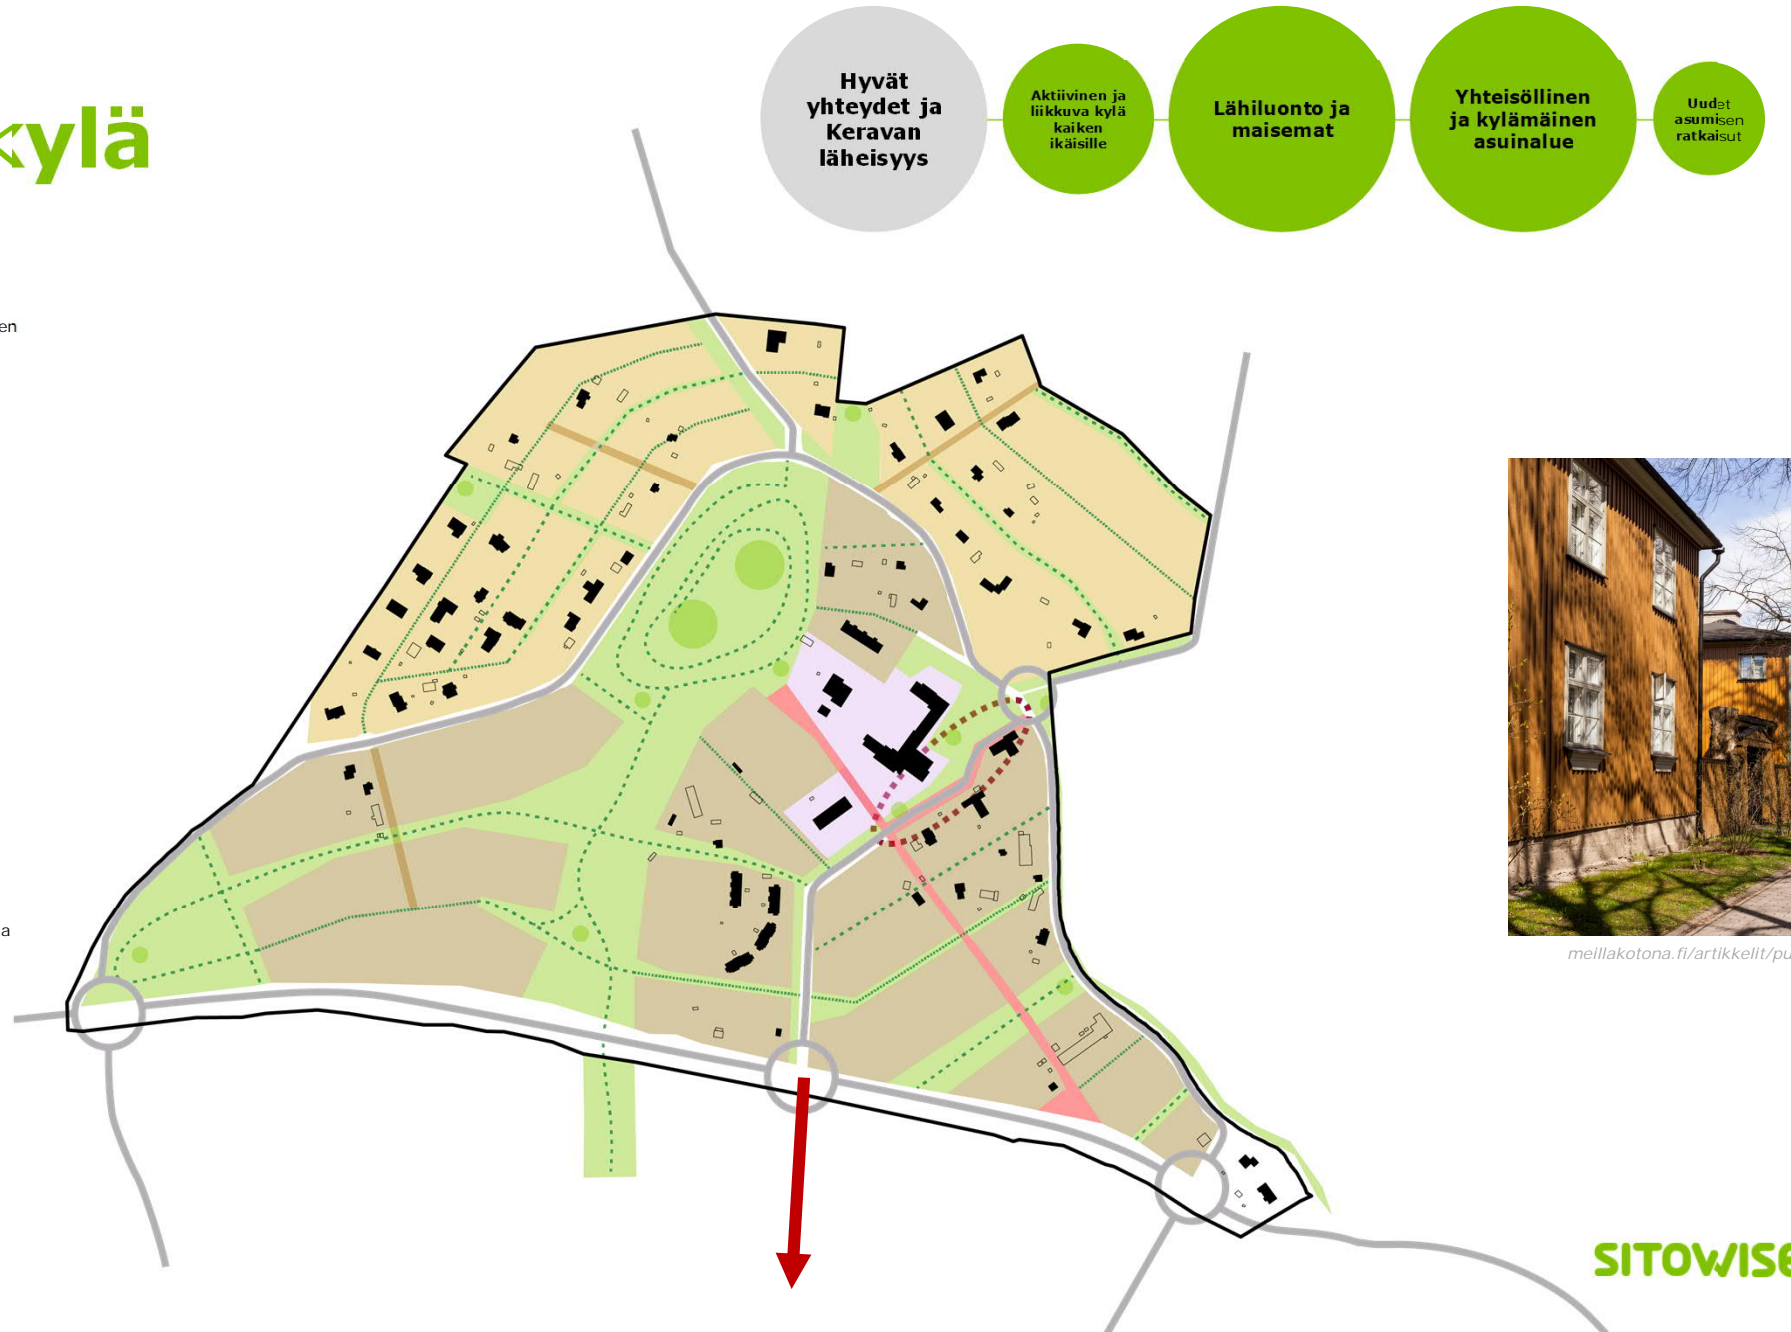 Hyvät
yhteydet ja
Keravan
läheisyys
Aktiivinen ja
liikkuva kylä
kaiken
ikäisille
Lähiluonto ja
maisemat
Yhteisöllinen
ja kylämäinen
asuinalue
Uudet
asumisen
ratkaisut
kylä
en
a
meillakotona.fi/artikkelit/pu
SITOWISE